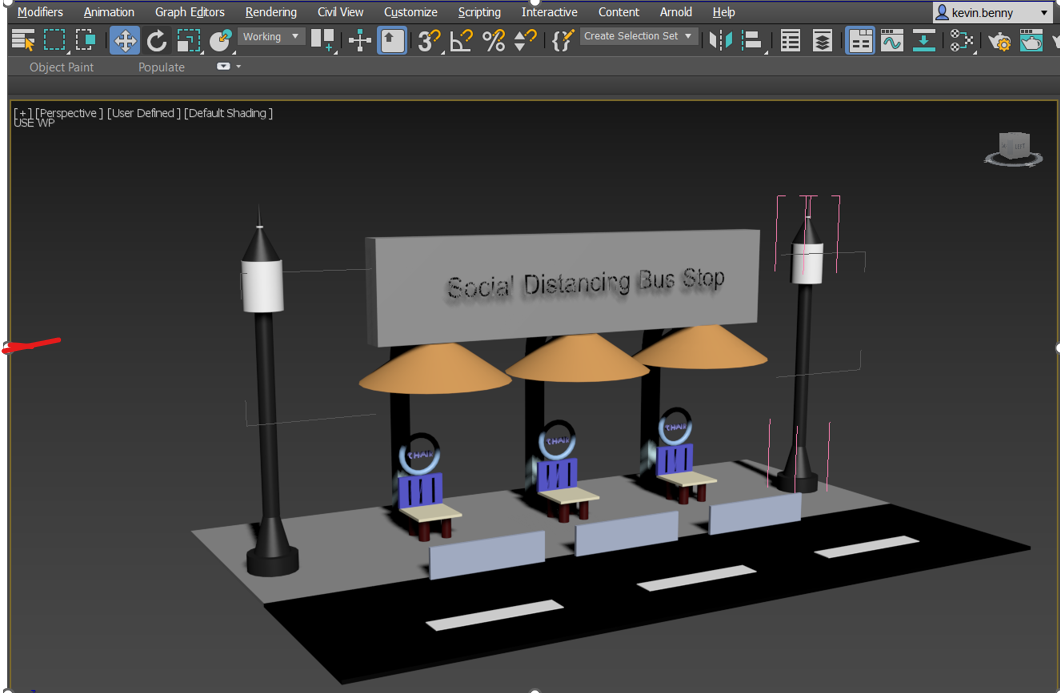 Modifiers Animation Graph Editors Rendering Civil View Customize Scripting Interactive Content Arnold Help kevin.benny
Working Create Selection Set
Object Paint Populate
[+] [Perspective ] [User Defined ] [Default Shading ]
USE WP
Social Distancing Bus Stop
CHAIR CHAIR CHAIR